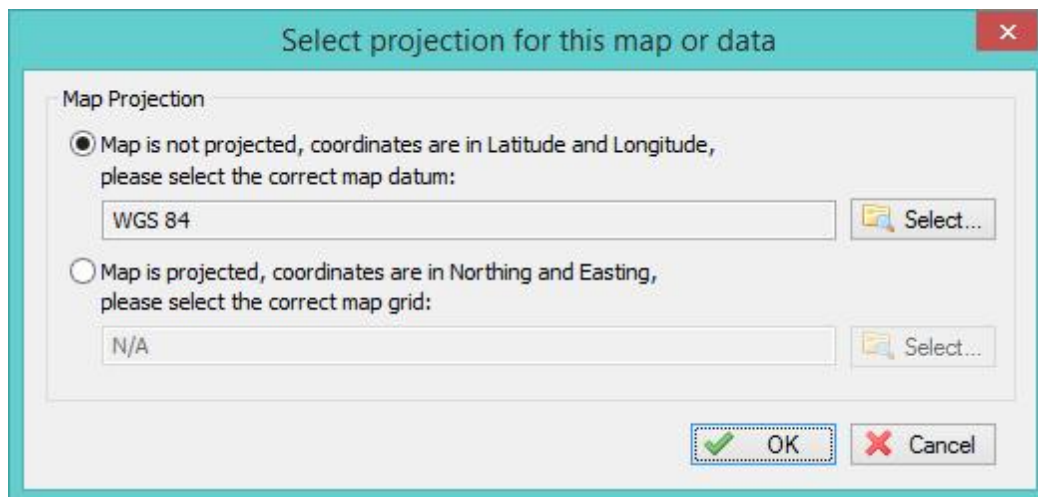 Select projection for this map or data
Map Projection
Map is not projected, coordinates are in Latitude and Longitude,
please select the correct map datum:
WGS 84
Select...
Map is projected, coordinates are in Northing and Easting,
please select the correct map grid:
N/A
Select...
OK
Cancel